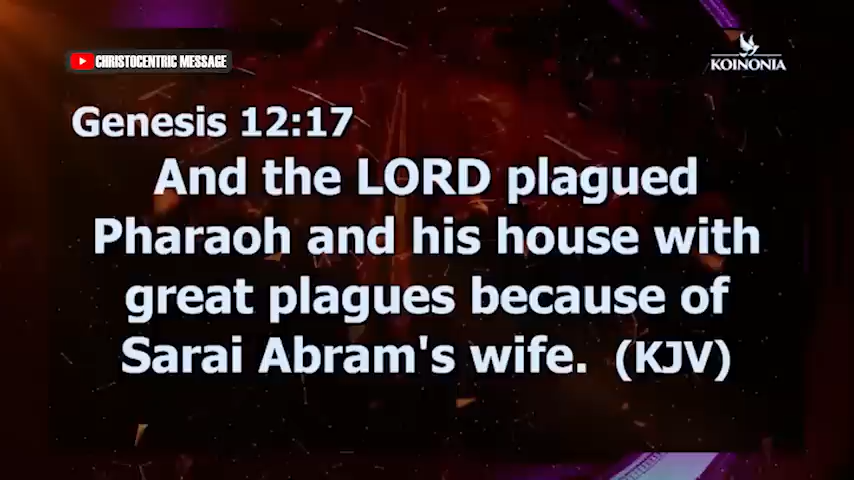 CHRISTOCENTRIC MESSAGE
KOINONIA
Genesis 12:17
And the LORD plagued
Pharaoh and his house with
great plagues because of
Sarai Abram's wife. (KJV)